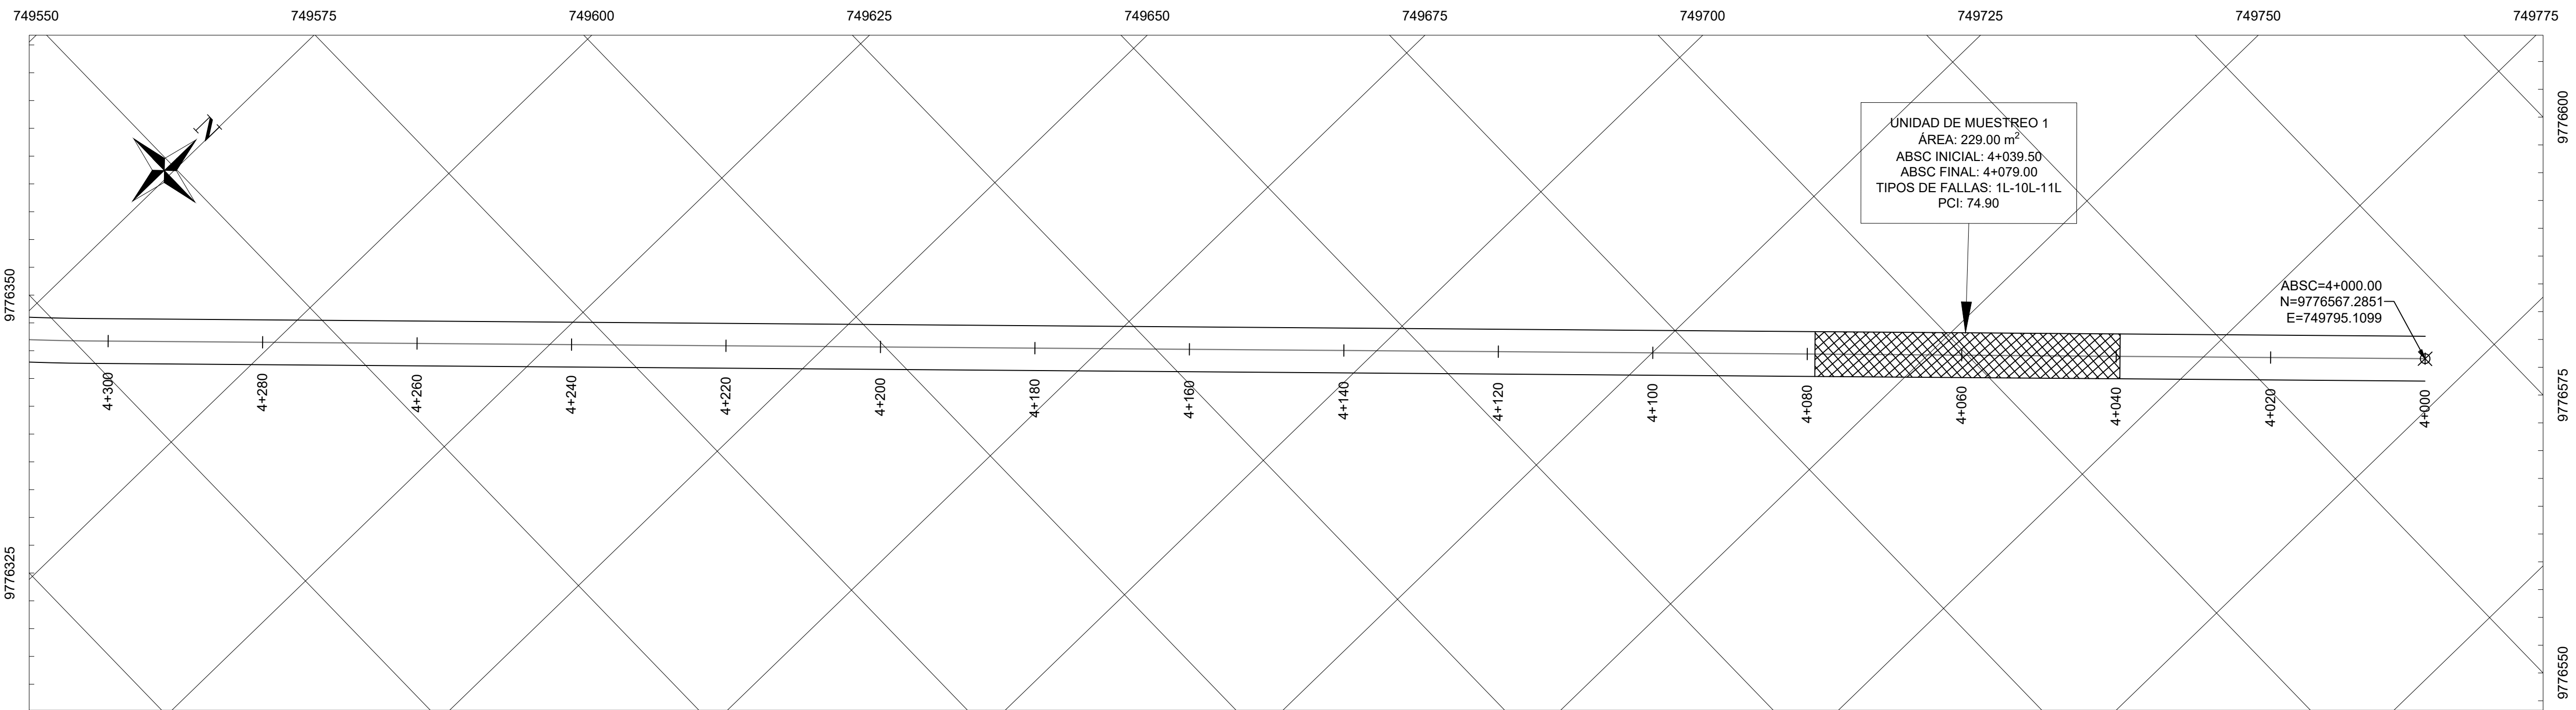 749550 749575 749600 749625 749650 749675 749700 749725 749750 749775
N
UNIDAD DE MUESTREO 1
ÁREA: 229.00 m²
ABSC INICIAL: 4+039.50
ABSC FINAL: 4+079.00
TIPOS DE FALLAS: 1L-10L-11L
PCI: 74.90
9776600
9776350
ABSC=4+000.00
N=9776567.2851
E=749795.1099
4+300 4+280 4+260 4+240 4+220 4+200 4+180 4+160 4+140 4+120 4+100 4+080 4+060 4+040 4+020 4+000
9776575
9776325
9776550